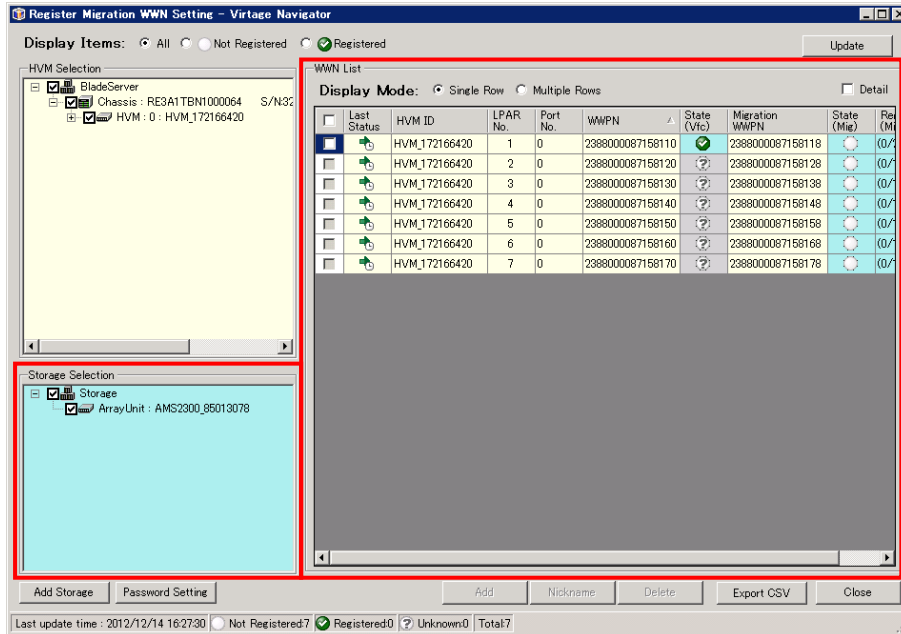 Register Migration WWN Setting - Virtage Navigator
Display Items: All Not Registered Registered
Update
HVM Selection
BladeServer
Chassis : RE3A1TBN1000064 S/N:32
HVM : 0 : HVM_172166420
Storage Selection
Storage
ArrayUnit : AMS2300_85013078
WWN List
Display Mode: Single Row Multiple Rows Detail
Last Status HVM ID LPAR No. Port No. WWPN State (Vfc) Migration WWPN State (Mig)
HVM_172166420 1 0 2388000087158110 2388000087158118
HVM_172166420 2 0 2388000087158120 2388000087158128
HVM_172166420 3 0 2388000087158130 2388000087158138
HVM_172166420 4 0 2388000087158140 2388000087158148
HVM_172166420 5 0 2388000087158150 2388000087158158
HVM_172166420 6 0 2388000087158160 2388000087158168
HVM_172166420 7 0 2388000087158170 2388000087158178
Add Storage Password Setting Add Nickname Delete Export CSV Close
Last update time : 2012/12/14 16:27:30 Not Registered:7 Registered:0 Unknown:0 Total:7